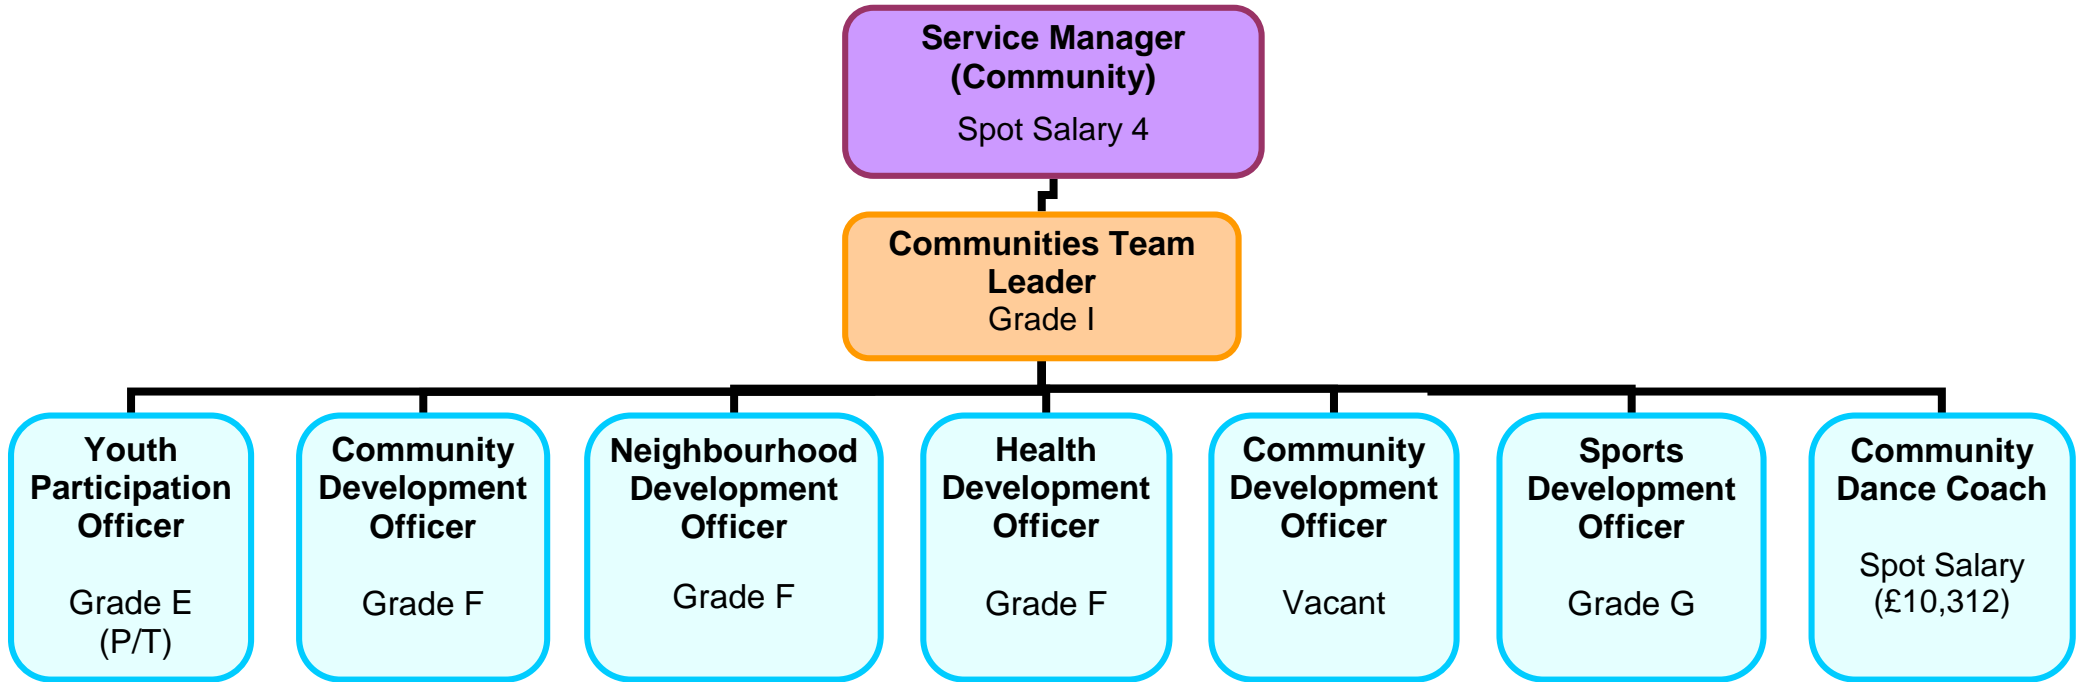 Service Manager
(Community)
Spot Salary 4
Communities Team
Leader
Grade I
Youth
Participation
Officer
Grade E
(P/T)
Community
Development
Officer
Grade F
Neighbourhood
Development
Officer
Grade F
Health
Development
Officer
Grade F
Community
Development
Officer
Vacant
Sports
Development
Officer
Grade G
Community
Dance Coach
Spot Salary
(£10,312)